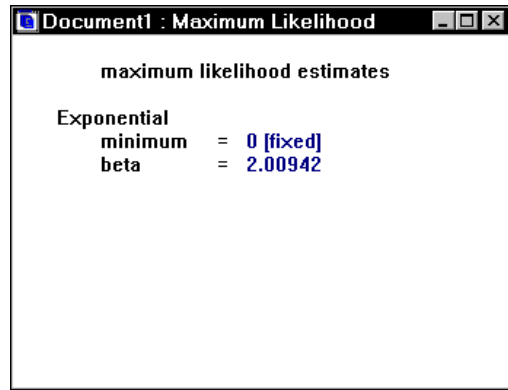 Document1 : Maximum Likelihood
maximum likelihood estimates
Exponential
minimum = 0 [fixed]
beta = 2.00942